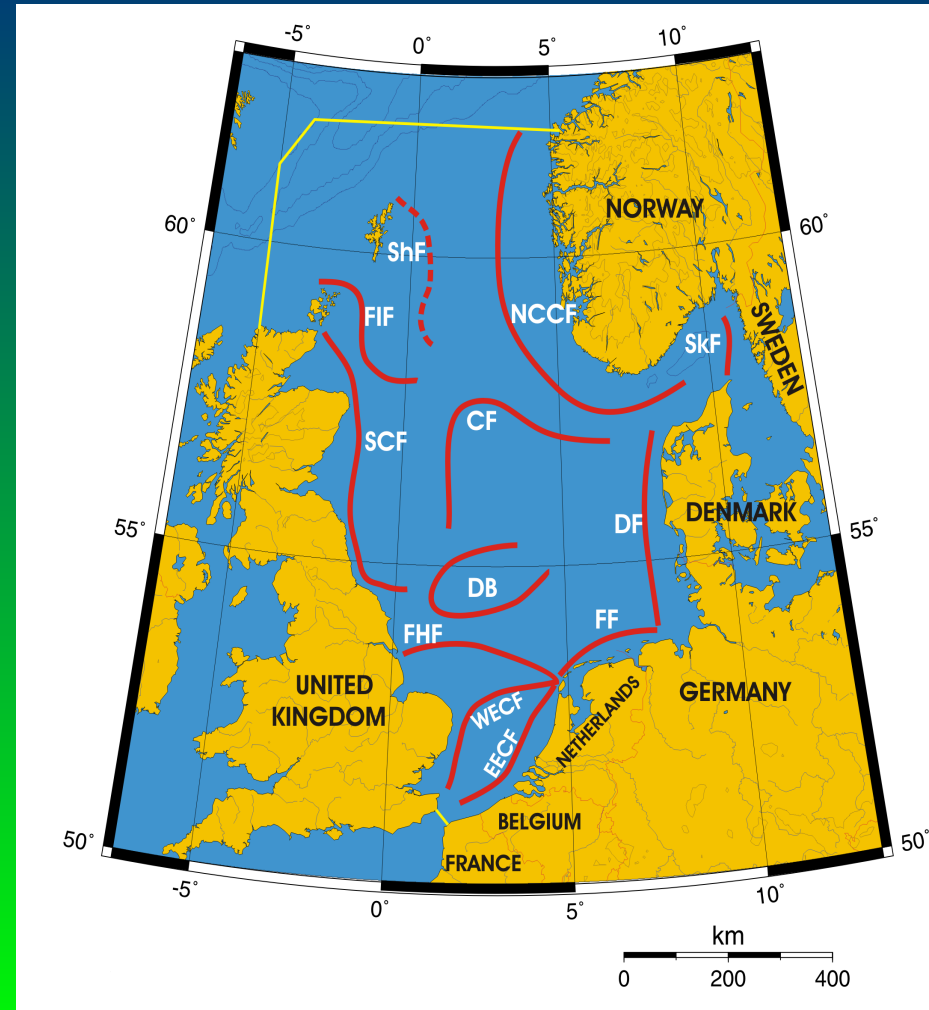 -5°
0°
5°
10°
60°
60°
NORWAY
ShF
NCCF
FIF
SkF
SWEDEN
CF
SCF
DF
DENMARK
55°
55°
DB
FF
FHF
UNITED
KINGDOM
WECF
EECF
NETHERLANDS
GERMANY
BELGIUM
FRANCE
50°
50°
-5°
0°
5°
10°
km
0 200 400